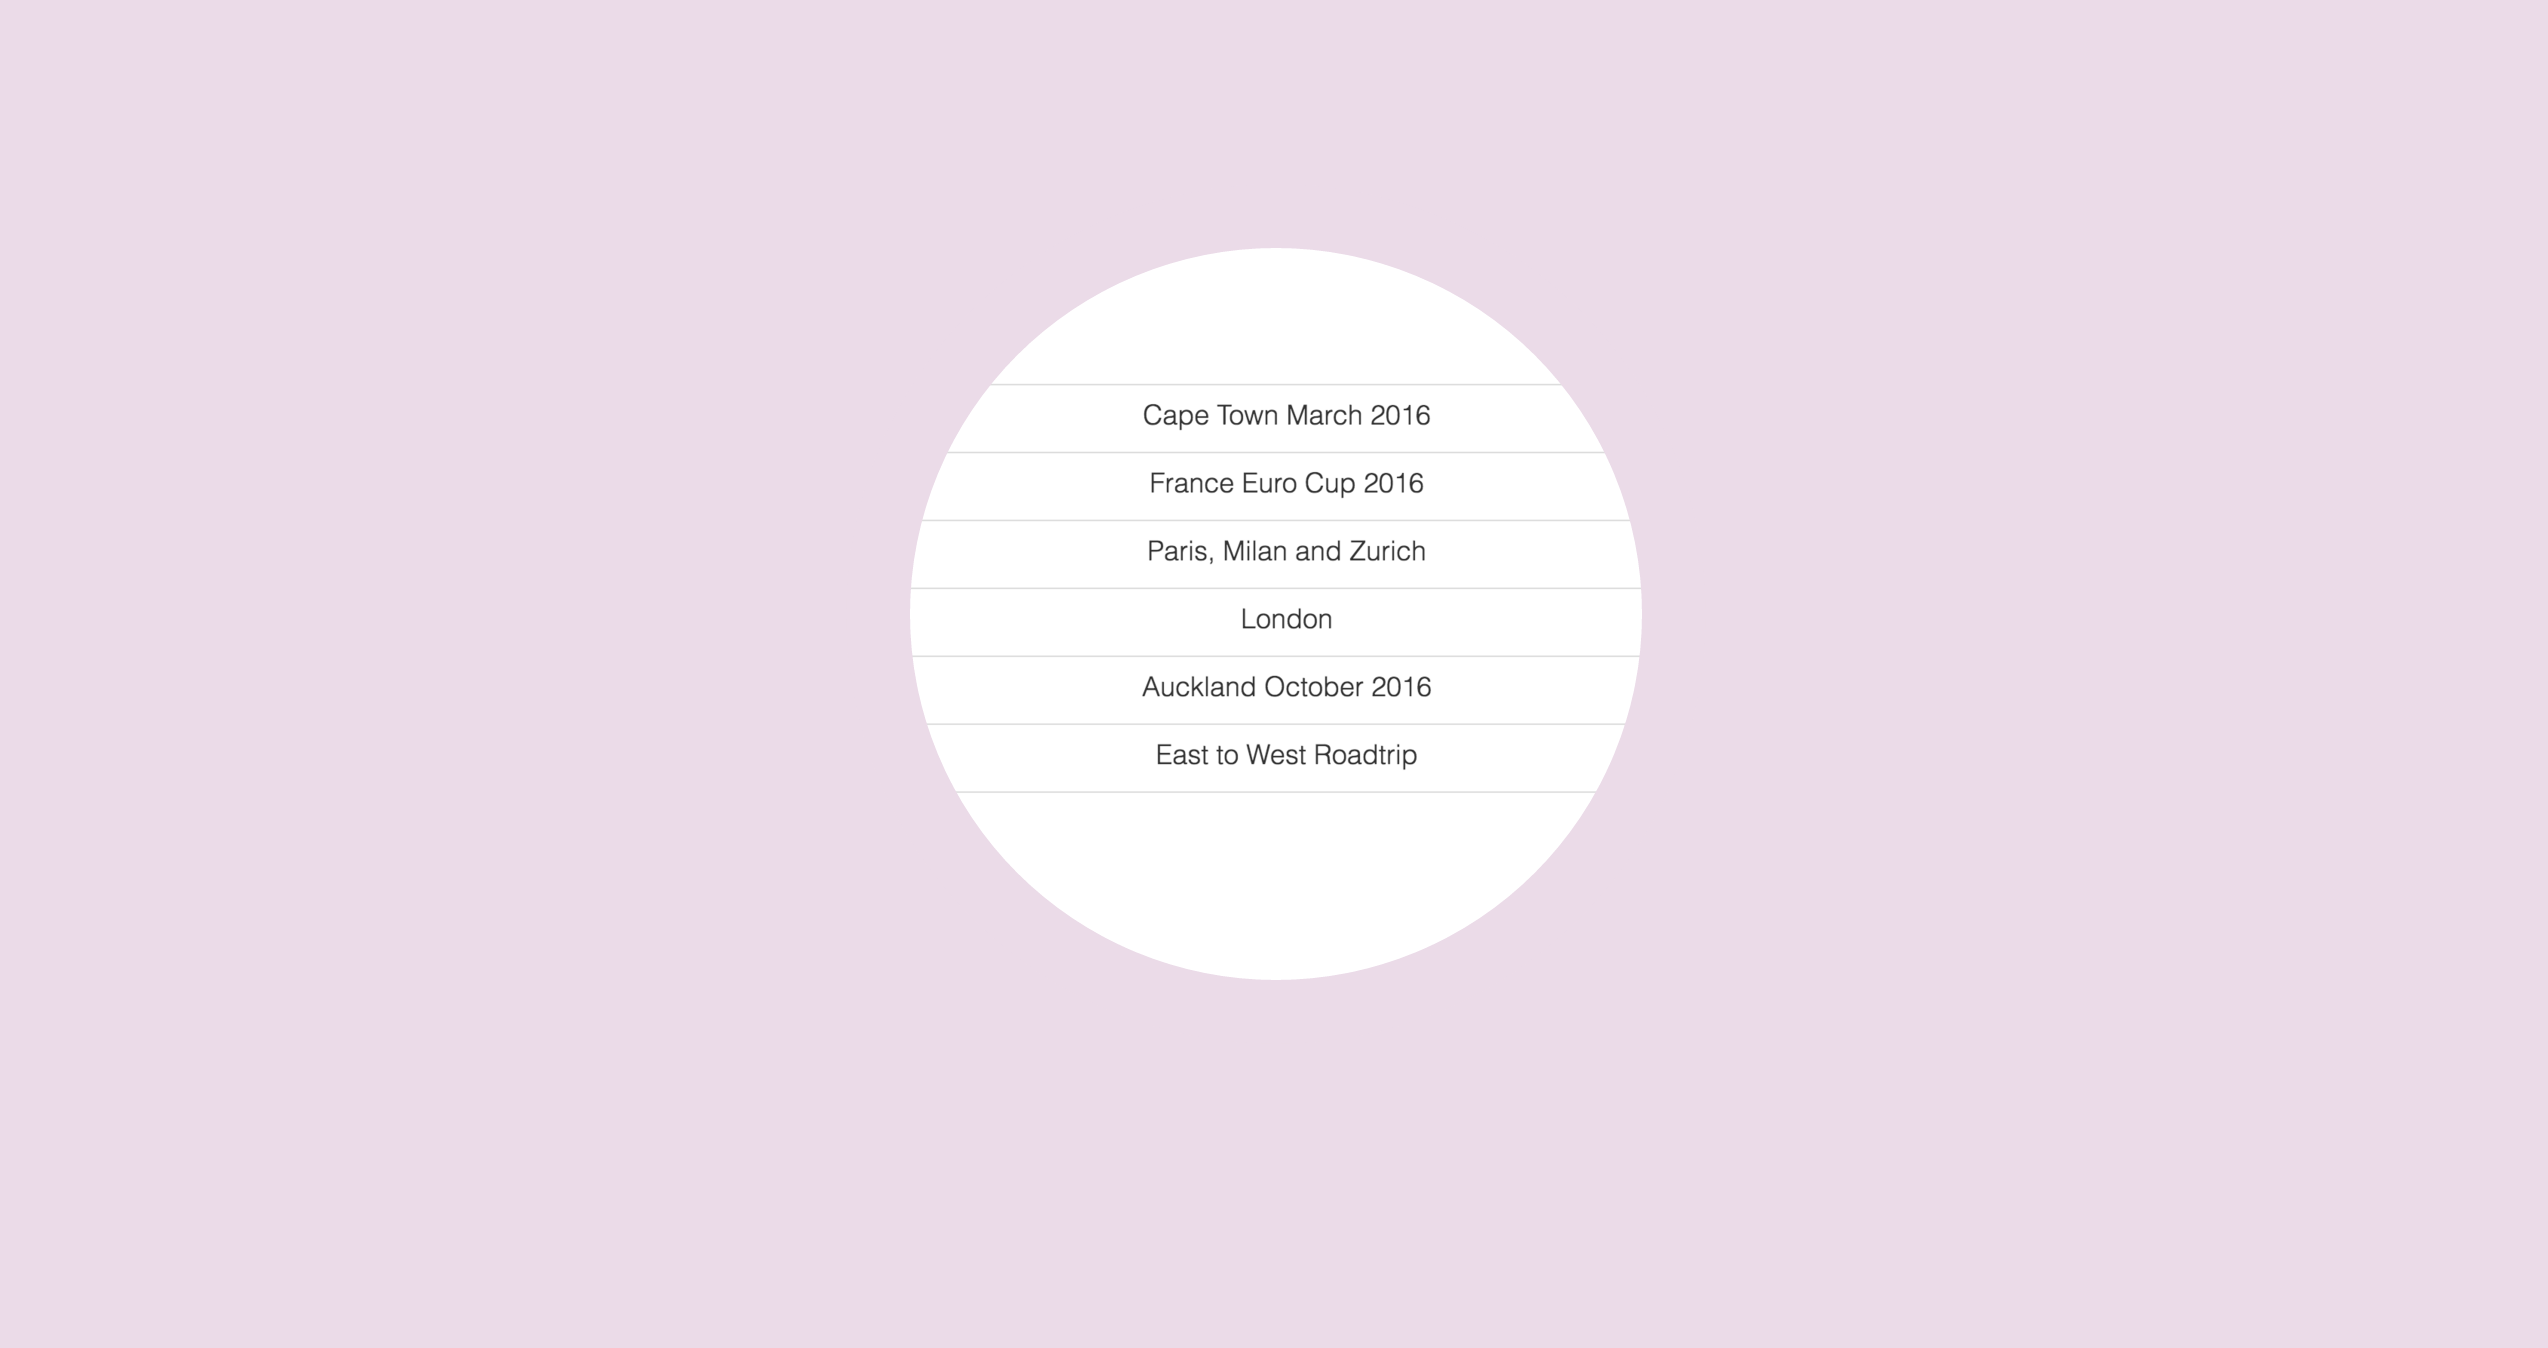 Cape Town March 2016
France Euro Cup 2016
Paris, Milan and Zurich
London
Auckland October 2016
East to West Roadtrip